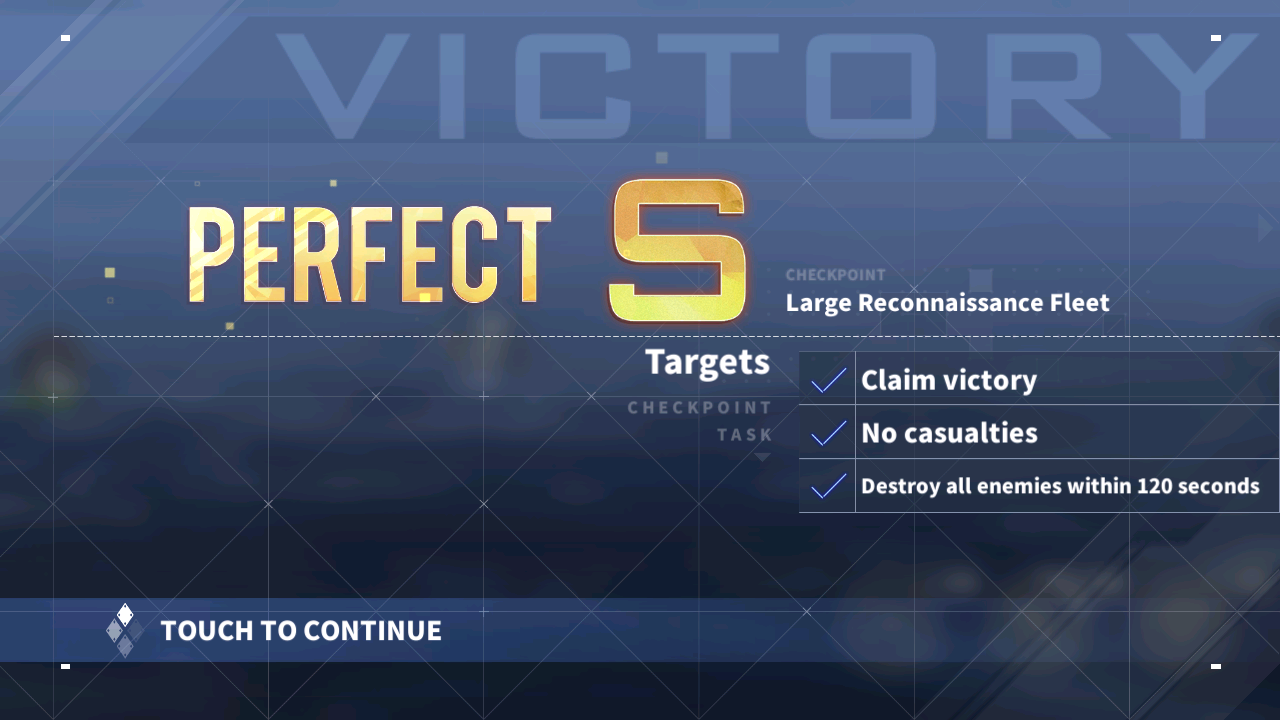 VICTORY
PERFECT S
CHECKPOINT
Large Reconnaissance Fleet
Targets
CHECKPOINT
TASK
Claim victory
No casualties
Destroy all enemies within 120 seconds
TOUCH TO CONTINUE